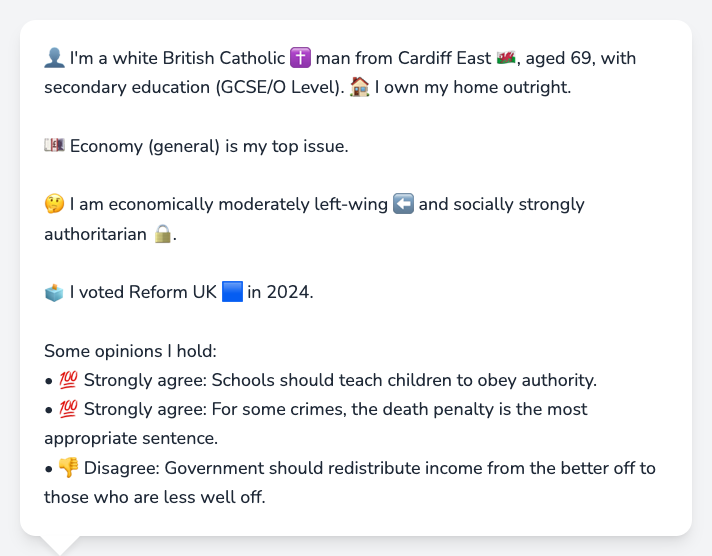 👤 I'm a white British Catholic ✝️ man from Cardiff East 🏴󠁧󠁢󠁷󠁬󠁳󠁿, aged 69, with
secondary education (GCSE/O Level). 🏠 I own my home outright.
💷 Economy (general) is my top issue.
🤔 I am economically moderately left-wing ⬅️ and socially strongly
authoritarian 🔒.
🗳️ I voted Reform UK 🟦 in 2024.
Some opinions I hold:
• 💯 Strongly agree: Schools should teach children to obey authority.
• 💯 Strongly agree: For some crimes, the death penalty is the most
appropriate sentence.
• 👎 Disagree: Government should redistribute income from the better off to
those who are less well off.